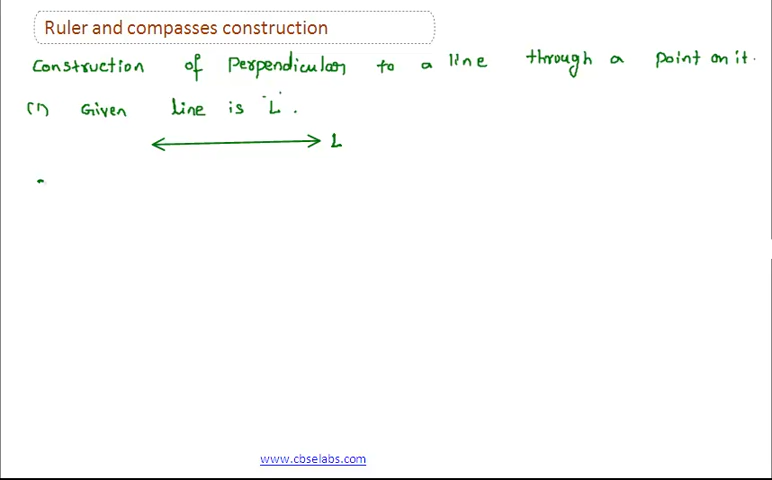 Ruler and compasses construction
Construction of Perpendicular to a line through a point on it.
(1) Given line is 'L'.
L
www.cbselabs.com